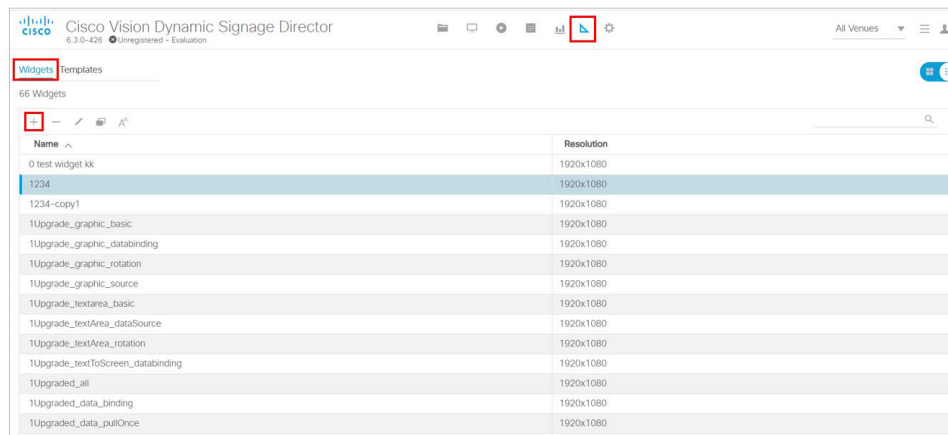 CISCO Cisco Vision Dynamic Signage Director
6.3.0-426 Unregistered - Evaluation
All Venues
Widgets Templates
66 Widgets
Name Resolution
0 test widget kk 1920x1080
1234 1920x1080
1234-copy1 1920x1080
1Upgrade_graphic_basic 1920x1080
1Upgrade_graphic_databinding 1920x1080
1Upgrade_graphic_rotation 1920x1080
1Upgrade_graphic_source 1920x1080
1Upgrade_textarea_basic 1920x1080
1Upgrade_textArea_dataSource 1920x1080
1Upgrade_textArea_rotation 1920x1080
1Upgrade_textToScreen_databinding 1920x1080
1Upgraded_all 1920x1080
1Upgraded_data_binding 1920x1080
1Upgraded_data_pullOnce 1920x1080